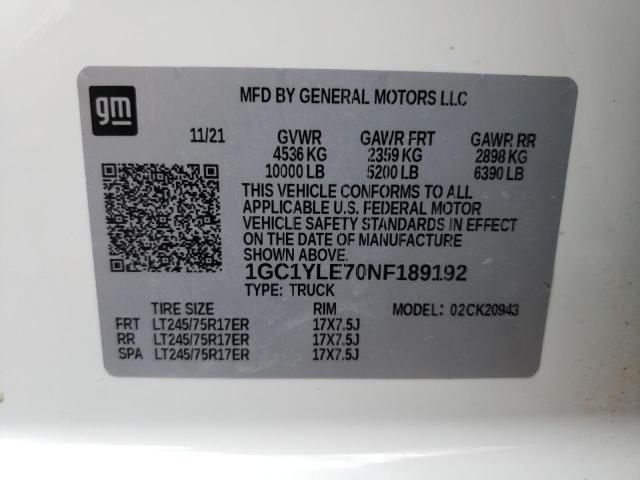 gm
MFD BY GENERAL MOTORS LLC
11/21 GVWR GAWR FRT GAWR RR
4536 KG 2359 KG 2898 KG
10000 LB 5200 LB 6390 LB
THIS VEHICLE CONFORMS TO ALL
APPLICABLE U.S. FEDERAL MOTOR
VEHICLE SAFETY STANDARDS IN EFFECT
ON THE DATE OF MANUFACTURE
SHOWN ABOVE.
1GC1YLE70NF189192
TYPE: TRUCK
TIRE SIZE RIM MODEL: 02CK20943
FRT LT245/75R17ER 17X7.5J
RR LT245/75R17ER 17X7.5J
SPA LT245/75R17ER 17X7.5J